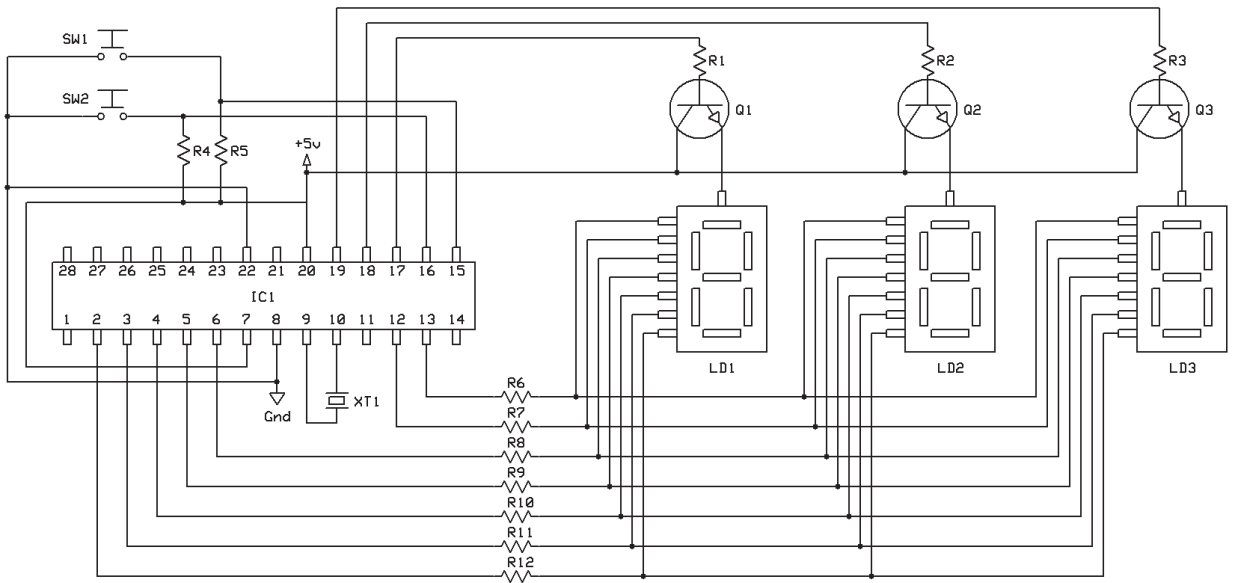 SW1
R1
R2
R3
SW2
Q1
Q2
Q3
R4
R5
+5v
28 27 26 25 24 23 22 21 20 19 18 17 16 15
IC1
1 2 3 4 5 6 7 8 9 10 11 12 13 14
LD1
LD2
LD3
R6
XT1
Gnd
R7
R8
R9
R10
R11
R12